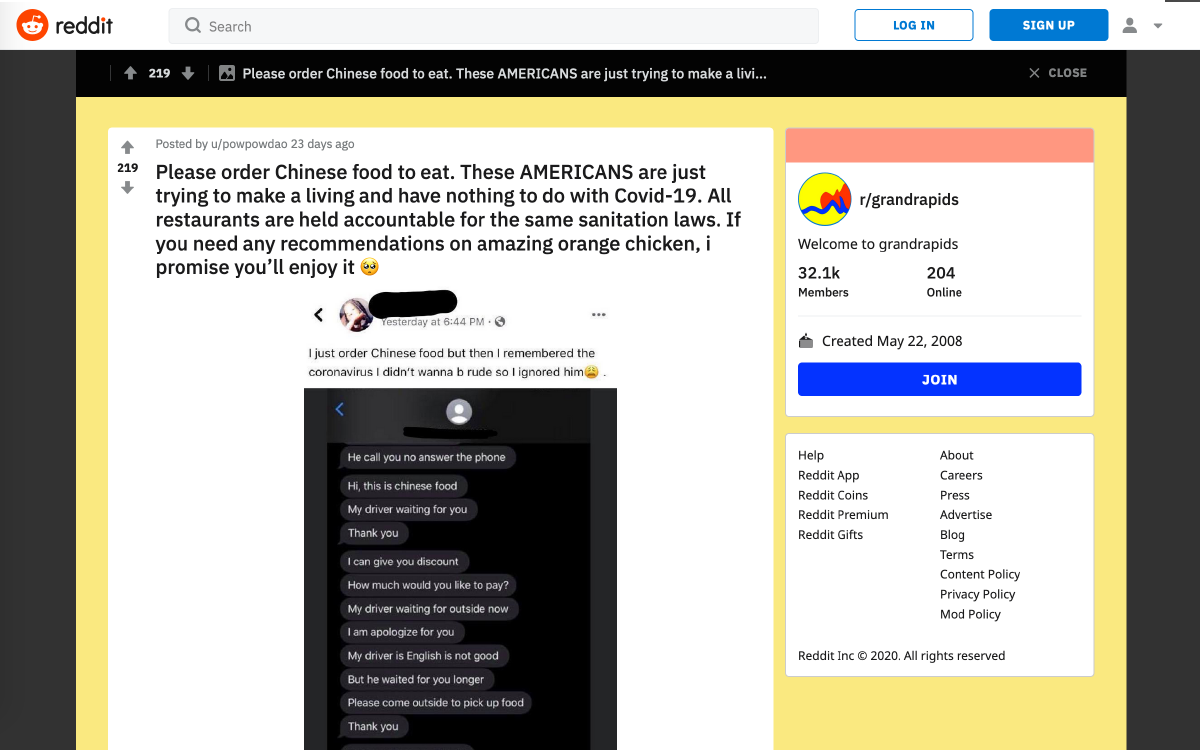 reddit
Search
LOG IN
SIGN UP
219
Please order Chinese food to eat. These AMERICANS are just trying to make a livi...
CLOSE
Posted by u/powpowdao 23 days ago
219
Please order Chinese food to eat. These AMERICANS are just
trying to make a living and have nothing to do with Covid-19. All
restaurants are held accountable for the same sanitation laws. If
you need any recommendations on amazing orange chicken, i
promise you’ll enjoy it 🥺
Yesterday at 6:44 PM ·
I just order Chinese food but then I remembered the
coronavirus I didn't wanna b rude so I ignored him😩 .
He call you no answer the phone
Hi, this is chinese food
My driver waiting for you
Thank you
I can give you discount
How much would you like to pay?
My driver waiting for outside now
I am apologize for you
My driver is English is not good
But he waited for you longer
Please come outside to pick up food
Thank you
r/grandrapids
Welcome to grandrapids
32.1k
204
Members
Online
Created May 22, 2008
JOIN
Help
About
Reddit App
Careers
Reddit Coins
Press
Reddit Premium
Advertise
Reddit Gifts
Blog
Terms
Content Policy
Privacy Policy
Mod Policy
Reddit Inc © 2020. All rights reserved